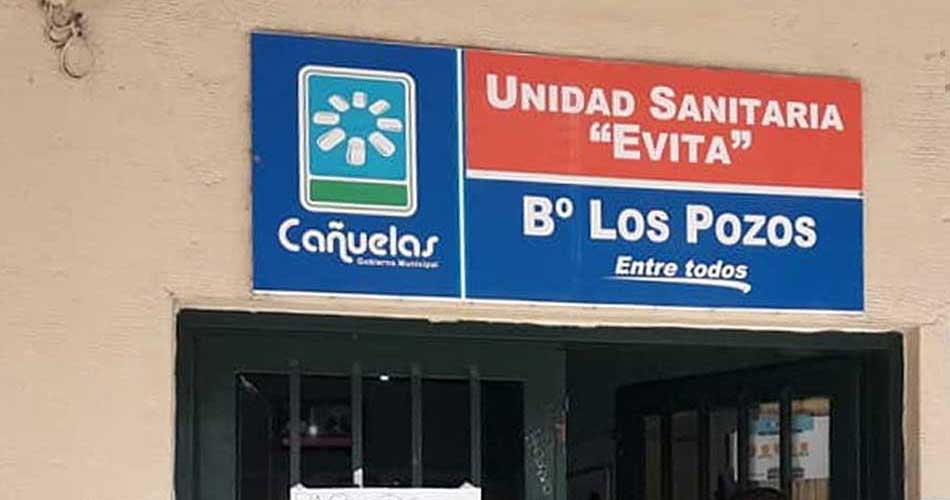 Cañuelas
Gobierno Municipal
UNIDAD SANITARIA
"EVITA"
Bº LOS POZOS
Entre todos